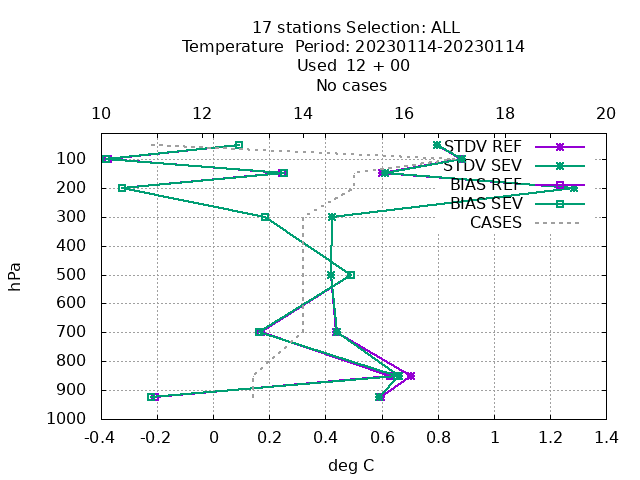 17 stations Selection: ALL
Temperature  Period: 20230114-20230114
Used  12 + 00
No cases
10 12 14 16 18 20
STDV REF
STDV SEV
BIAS REF
BIAS SEV
CASES
100
200
300
400
500
600
700
800
900
1000
hPa
-0.4 -0.2 0 0.2 0.4 0.6 0.8 1 1.2 1.4
deg C